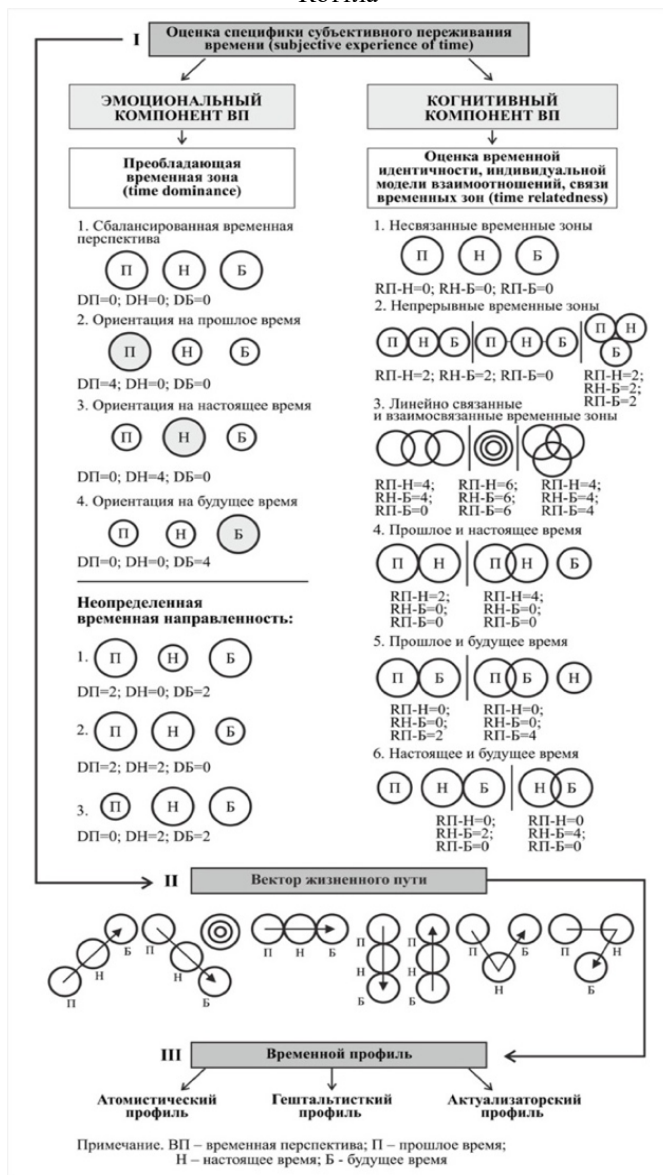 Коттла
I
Оценка специфики субъективного переживания
времени (subjective experience of time)
ЭМОЦИОНАЛЬНЫЙ
КОМПОНЕНТ ВП
Преобладающая
временная зона
(time dominance)
1. Сбалансированная временная
перспектива
П Н Б
DП=0; DН=0; DБ=0
2. Ориентация на прошлое время
П Н Б
DП=4; DН=0; DБ=0
3. Ориентация на настоящее время
П Н Б
DП=0; DН=4; DБ=0
4. Ориентация на будущее время
П Н Б
DП=0; DН=0; DБ=4
Неопределенная
временная направленность:
1. П Н Б
DП=2; DН=0; DБ=2
2. П Н Б
DП=2; DН=2; DБ=0
3. П Н Б
DП=0; DН=2; DБ=2
КОГНИТИВНЫЙ
КОМПОНЕНТ ВП
Оценка временной
идентичности, индивидуальной
модели взаимоотношений, связи
временных зон (time relatedness)
1. Несвязанные временные зоны
П Н Б
RП-Н=0; RН-Б=0; RП-Б=0
2. Непрерывные временные зоны
П Н Б П Н Б П Н Б
RП-Н=2; RН-Б=2; RП-Б=0
RП-Н=2;
RН-Б=2;
RП-Б=2
3. Линейно связанные
и взаимосвязанные временные зоны
RП-Н=4; RП-Н=6; RП-Н=4;
RН-Б=4; RН-Б=6; RН-Б=4;
RП-Б=0 RП-Б=6 RП-Б=4
4. Прошлое и настоящее время
П Н П Н Б
RП-Н=2; RП-Н=4;
RН-Б=0; RН-Б=0;
RП-Б=0 RП-Б=0
5. Прошлое и будущее время
П Б П Б Н
RП-Н=0; RП-Н=0;
RН-Б=0; RН-Б=0;
RП-Б=2 RП-Б=4
6. Настоящее и будущее время
П Н Б Н Б
RП-Н=0; RП-Н=0
RН-Б=2; RН-Б=4;
RП-Б=0 RП-Б=0
II Вектор жизненного пути
П Н Б
П Н Б
П Н Б
П Н Б
П Н Б
П Н Б
П Н Б
III Временной профиль
Атомистический
профиль
Гештальтисткий
профиль
Актуализаторский
профиль
Примечание. ВП – временная перспектива; П – прошлое время;
Н – настоящее время; Б - будущее время